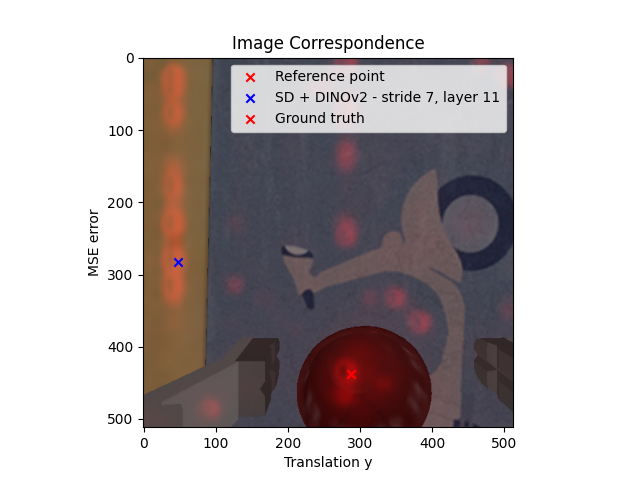 Image Correspondence
Reference point
SD + DINOv2 - stride 7, layer 11
Ground truth
0
100
200
300
400
500
MSE error
0
100
200
300
400
500
Translation y